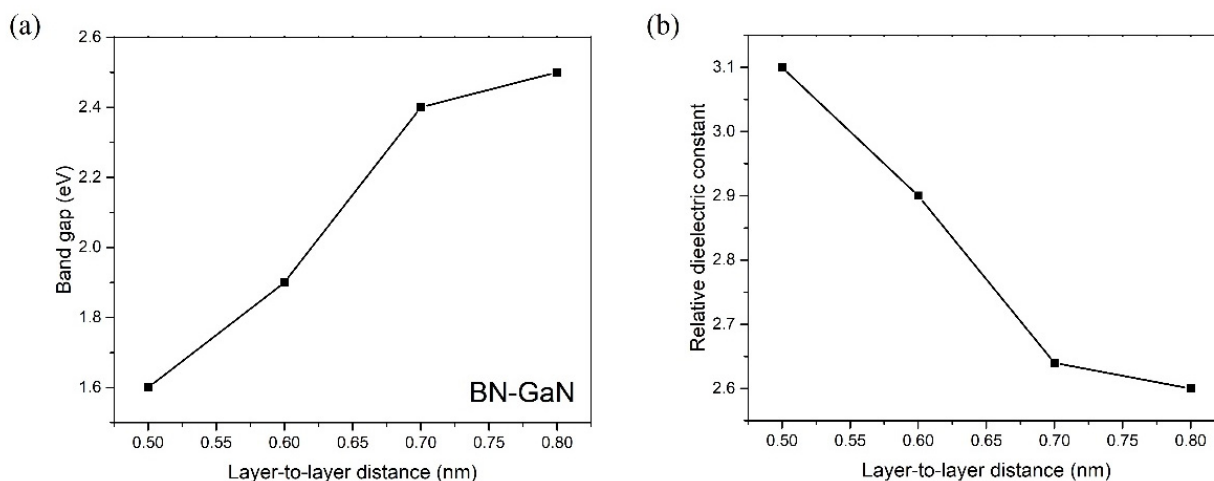 (a)
2.6
2.4
2.2
2.0
1.8
1.6
Band gap (eV)
BN-GaN
0.50 0.55 0.60 0.65 0.70 0.75 0.80
Layer-to-layer distance (nm)
(b)
3.1
3.0
2.9
2.8
2.7
2.6
Relative dieelectric constant
0.50 0.55 0.60 0.65 0.70 0.75 0.80
Layer-to-layer distance (nm)